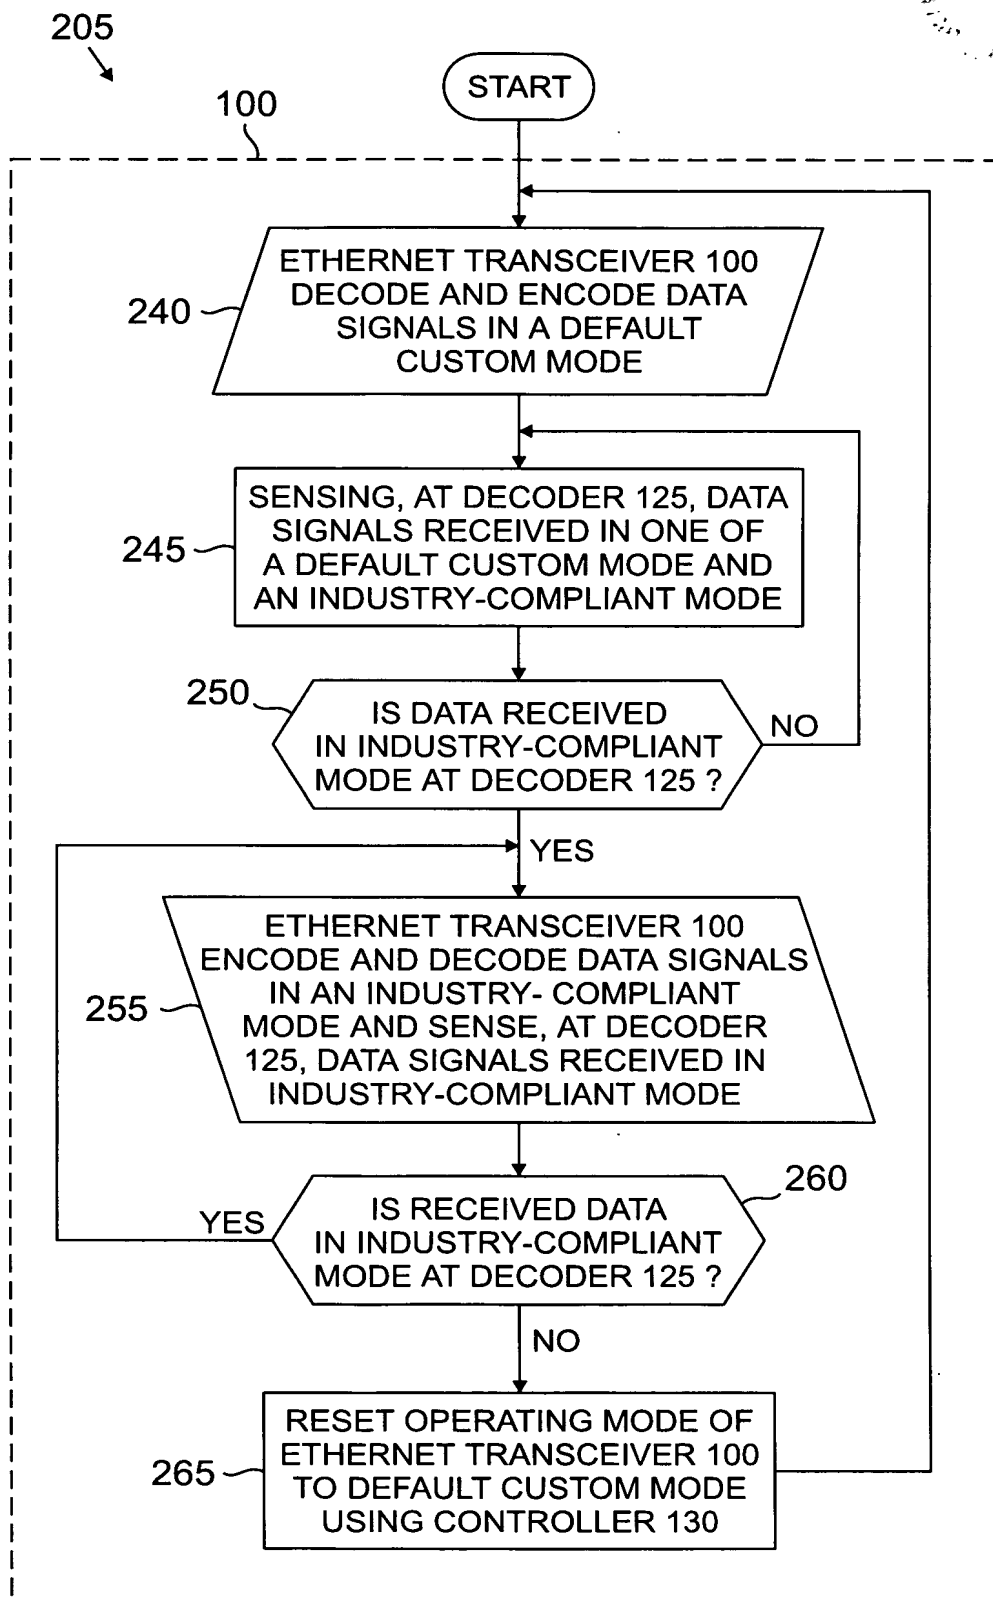 205
START
100
ETHERNET TRANSCEIVER 100
DECODE AND ENCODE DATA
SIGNALS IN A DEFAULT
CUSTOM MODE
240
SENSING, AT DECODER 125, DATA
SIGNALS RECEIVED IN ONE OF
A DEFAULT CUSTOM MODE AND
AN INDUSTRY-COMPLIANT MODE
245
250
IS DATA RECEIVED
IN INDUSTRY-COMPLIANT
MODE AT DECODER 125 ?
NO
YES
ETHERNET TRANSCEIVER 100
ENCODE AND DECODE DATA SIGNALS
IN AN INDUSTRY- COMPLIANT
MODE AND SENSE, AT DECODER
125, DATA SIGNALS RECEIVED IN
INDUSTRY-COMPLIANT MODE
255
260
IS RECEIVED DATA
IN INDUSTRY-COMPLIANT
MODE AT DECODER 125 ?
YES
NO
RESET OPERATING MODE OF
ETHERNET TRANSCEIVER 100
TO DEFAULT CUSTOM MODE
USING CONTROLLER 130
265